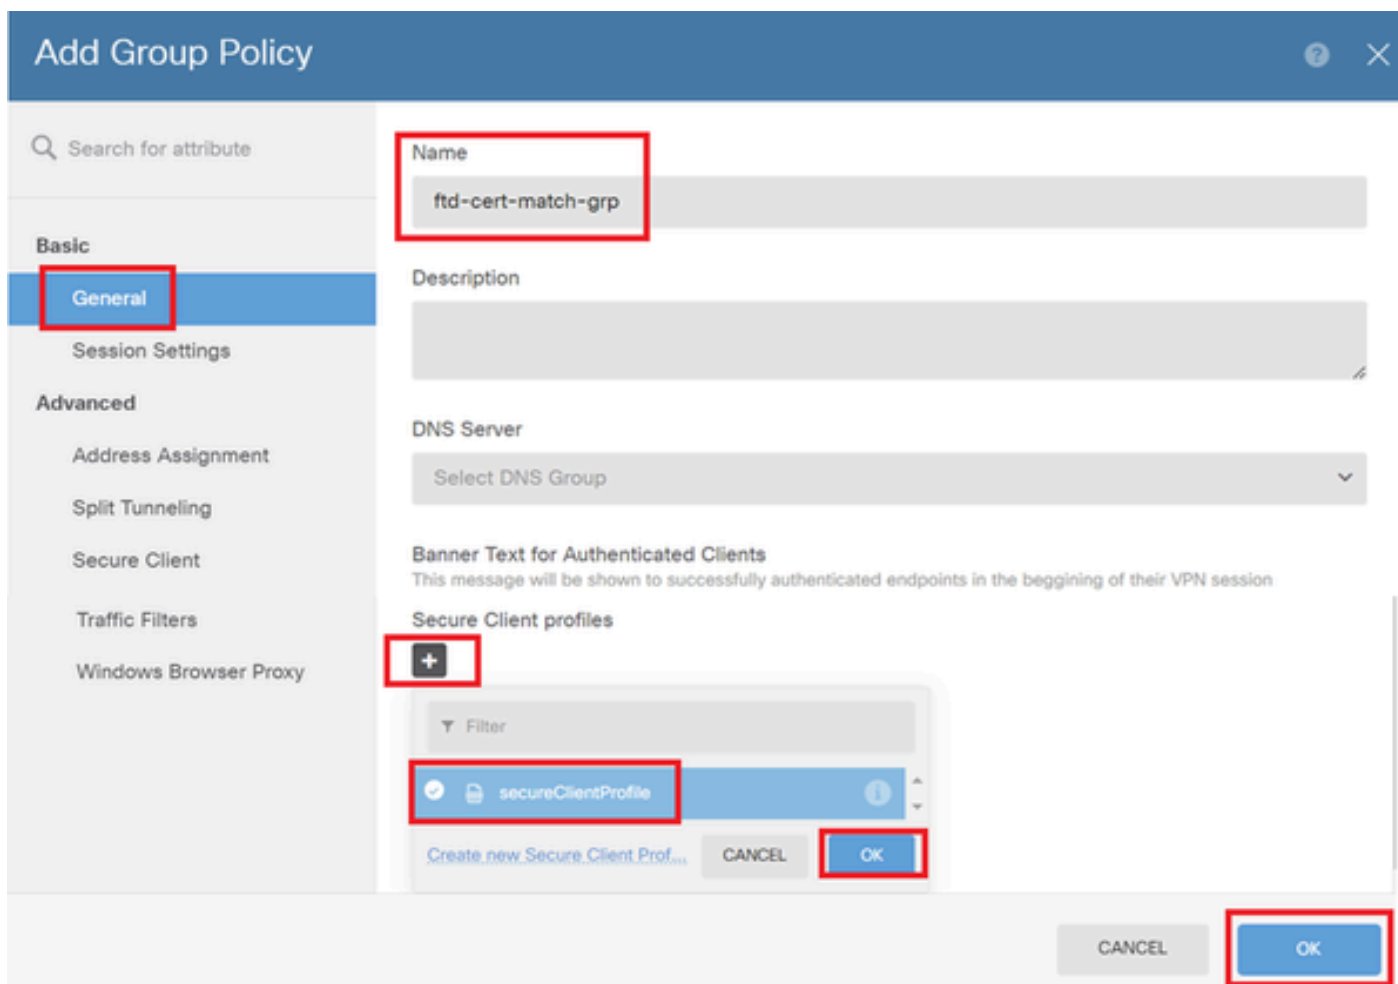 Add Group Policy
Search for attribute
Basic
General
Session Settings
Advanced
Address Assignment
Split Tunneling
Secure Client
Traffic Filters
Windows Browser Proxy
Name
ftd-cert-match-grp
Description
DNS Server
Select DNS Group
Banner Text for Authenticated Clients
This message will be shown to successfully authenticated endpoints in the beggining of their VPN session
Secure Client profiles
Filter
secureClientProfile
Create new Secure Client Prof...
CANCEL
OK
CANCEL
OK